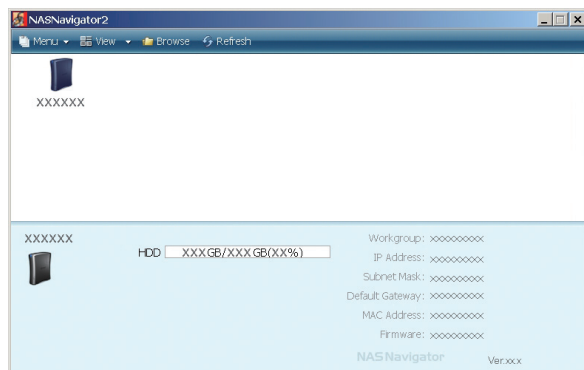 NASNavigator2
Menu View Browse Refresh
XXXXXX
XXXXXX
HDD XXXGB/XXXGB(XX%)
Workgroup: xxxxxxxxx
IP Address: xxxxxxxxx
Subnet Mask: xxxxxxxxx
Default Gateway: xxxxxxxxx
MAC Address: xxxxxxxxx
Firmware: xxxxxxxxx
NAS Navigator Ver.xx.x